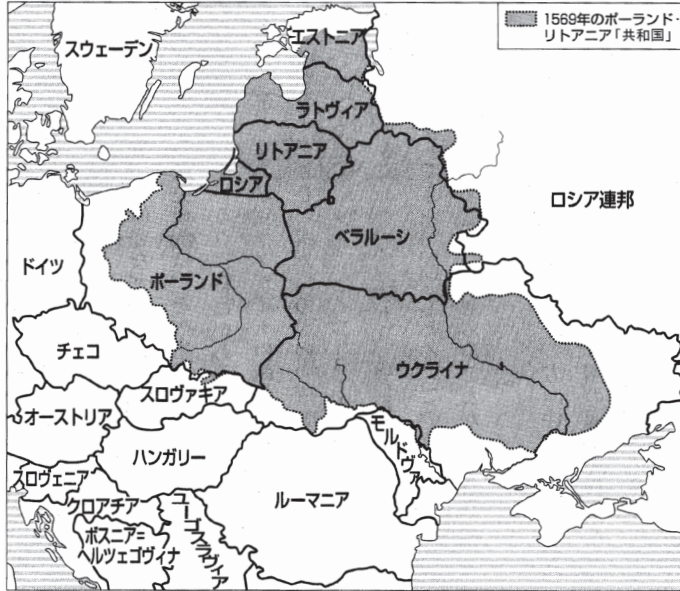 1569年のポーランド・
リトアニア「共和国」
スウェーデン
エストニア
ラトヴィア
リトアニア
ロシア
ロシア連邦
ベラルーシ
ドイツ
ポーランド
チェコ
ウクライナ
スロヴァキア
オーストリア
モルドヴァ
ハンガリー
スロヴェニア
ルーマニア
クロアチア
ユーゴスラヴィア
ボスニア=
ヘルツェゴヴィナ